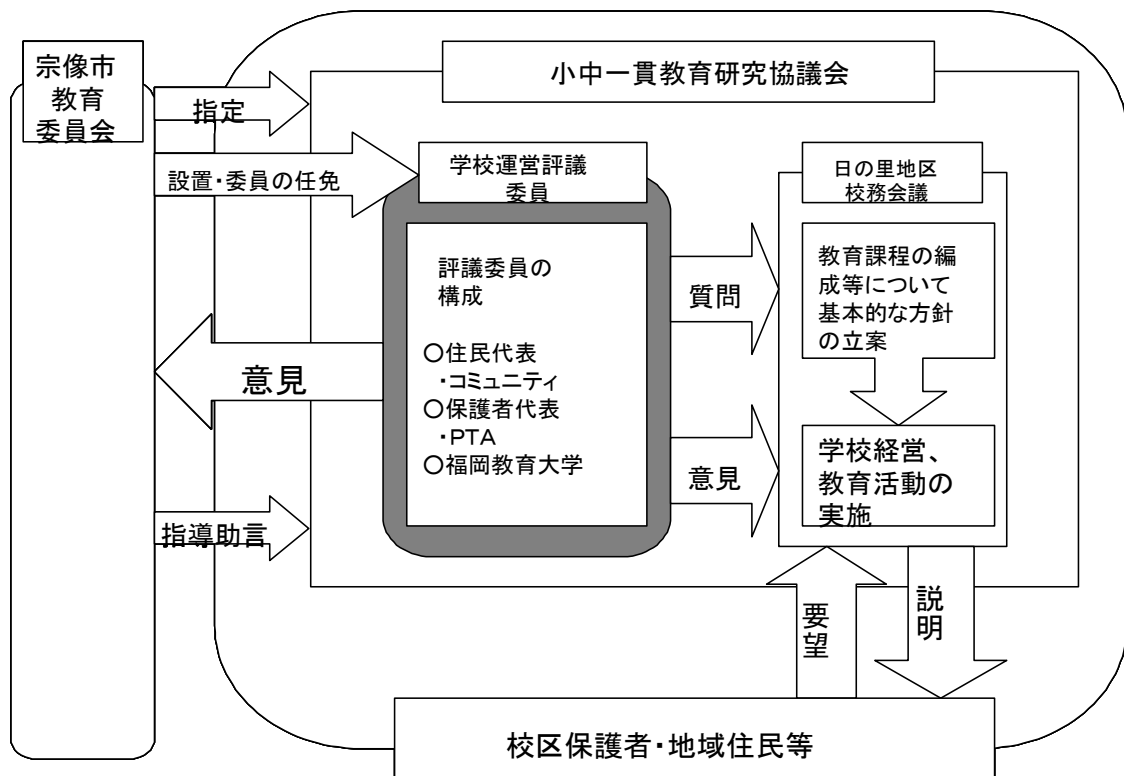 宗像市
教育
委員会
指定
設置・委員の任免
意見
指導助言
小中一貫教育研究協議会
学校運営評議
委員
評議委員の
構成
○住民代表
・コミュニティ
○保護者代表
・PTA
○福岡教育大学
質問
意見
日の里地区
校務会議
教育課程の編
成等について
基本的な方針
の立案
学校経営、
教育活動の
実施
要望
説明
校区保護者・地域住民等